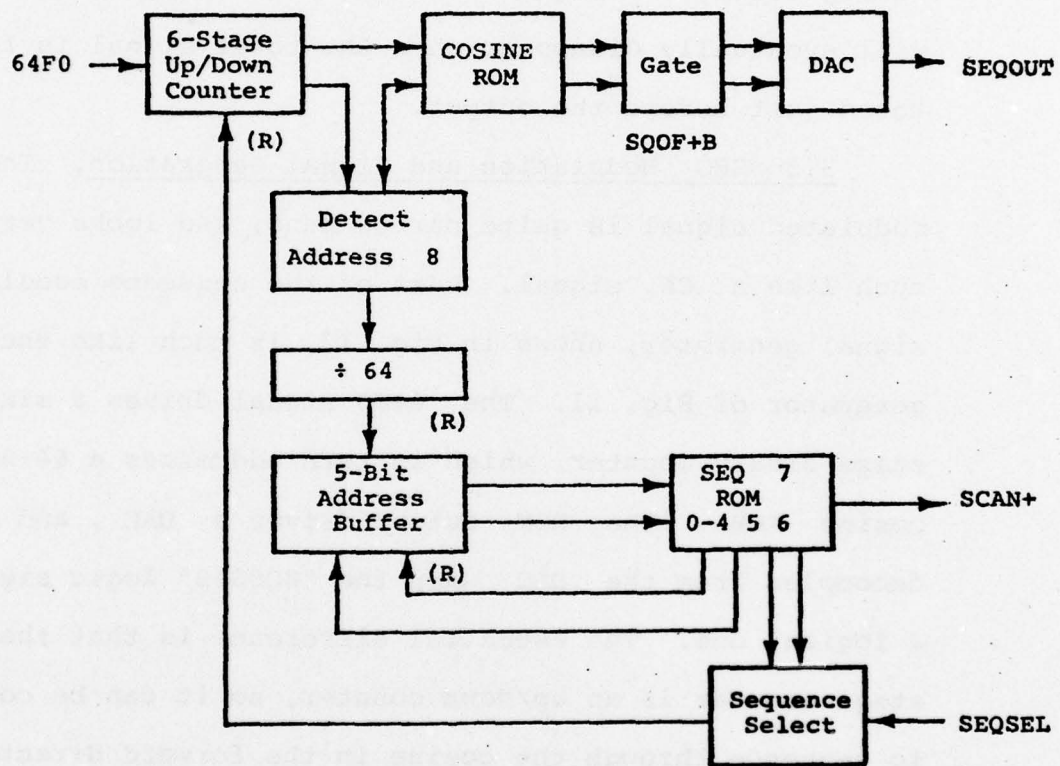 64F0
6-Stage
Up/Down
Counter
COSINE
ROM
Gate
DAC
SEQOUT
(R)
SQOF+B
Detect
Address 8
÷ 64
(R)
5-Bit
Address
Buffer
SEQ 7
ROM
0-4 5 6
SCAN+
(R)
Sequence
Select
SEQSEL